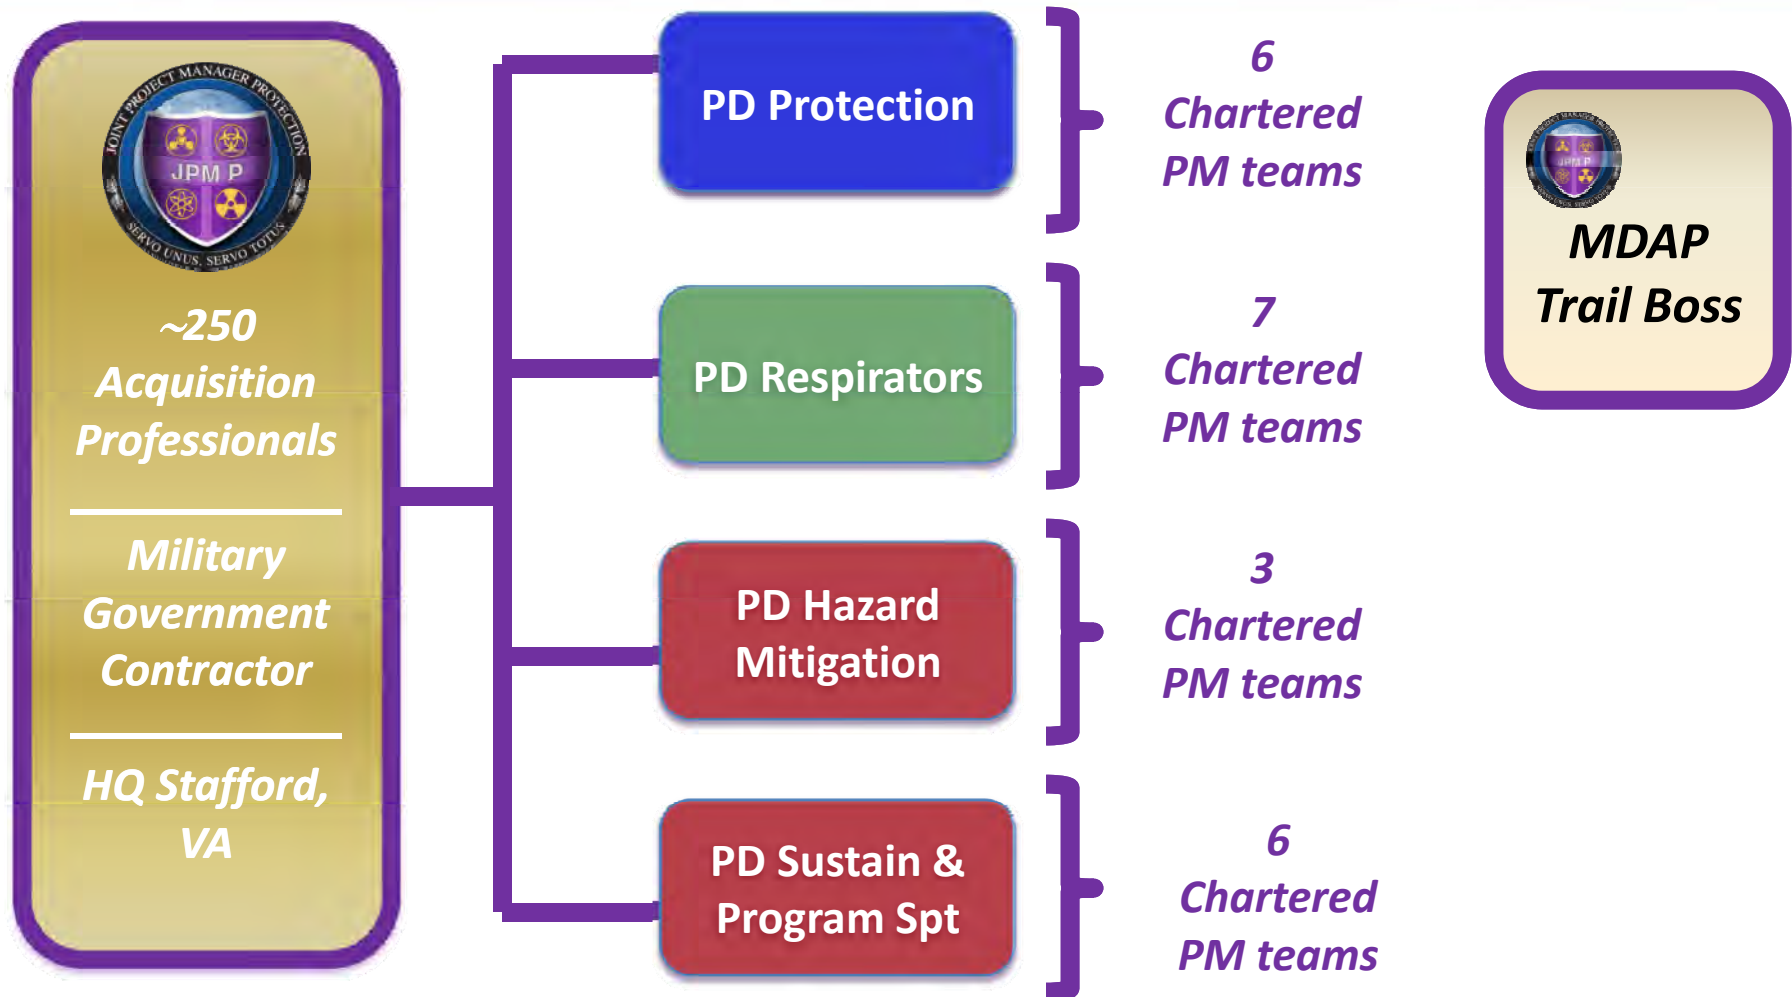 JOINT PROJECT MANAGER PROTECTION
JPM P
SERVO UNUS, SERVO TOTUS
~250
Acquisition
Professionals
Military
Government
Contractor
HQ Stafford,
VA
PD Protection
6
Chartered
PM teams
PD Respirators
7
Chartered
PM teams
PD Hazard
Mitigation
3
Chartered
PM teams
PD Sustain &
Program Spt
6
Chartered
PM teams
JPM P
MDAP
Trail Boss